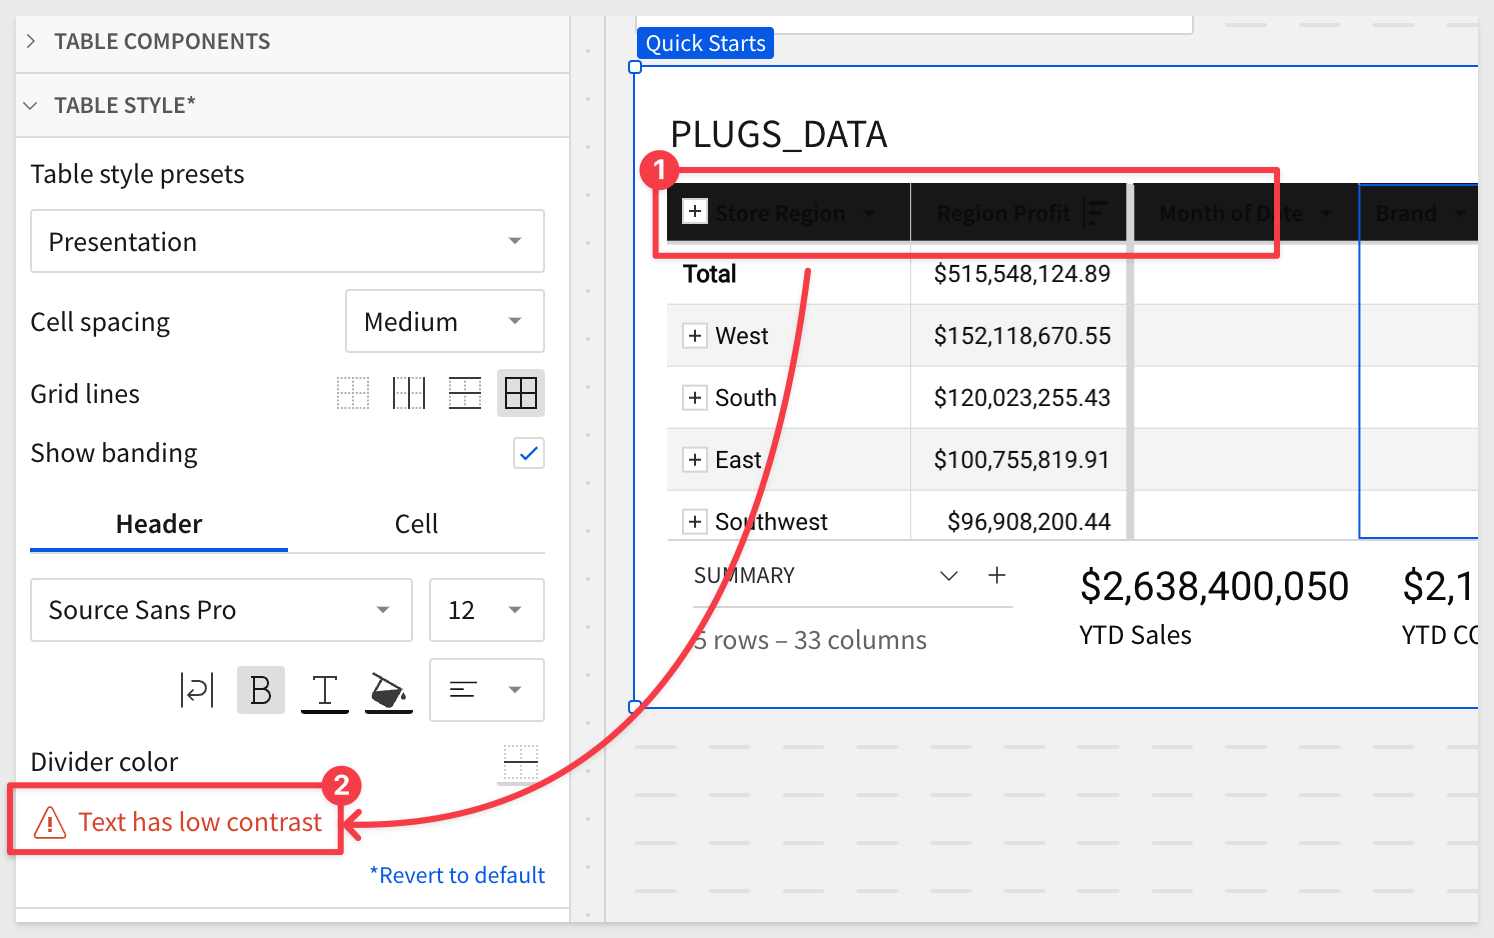 TABLE COMPONENTS
TABLE STYLE*
Table style presets
Presentation
Cell spacing
Medium
Grid lines
Show banding
Header
Cell
Source Sans Pro
12
B
T
Divider color
2
Text has low contrast
*Revert to default
Quick Starts
PLUGS_DATA
1
Store Region
Region Profit
Month of Date
Brand
Total
$515,548,124.89
West
$152,118,670.55
South
$120,023,255.43
East
$100,755,819.91
Southwest
$96,908,200.44
SUMMARY
5 rows – 33 columns
$2,638,400,050
YTD Sales
$2,1
YTD CO